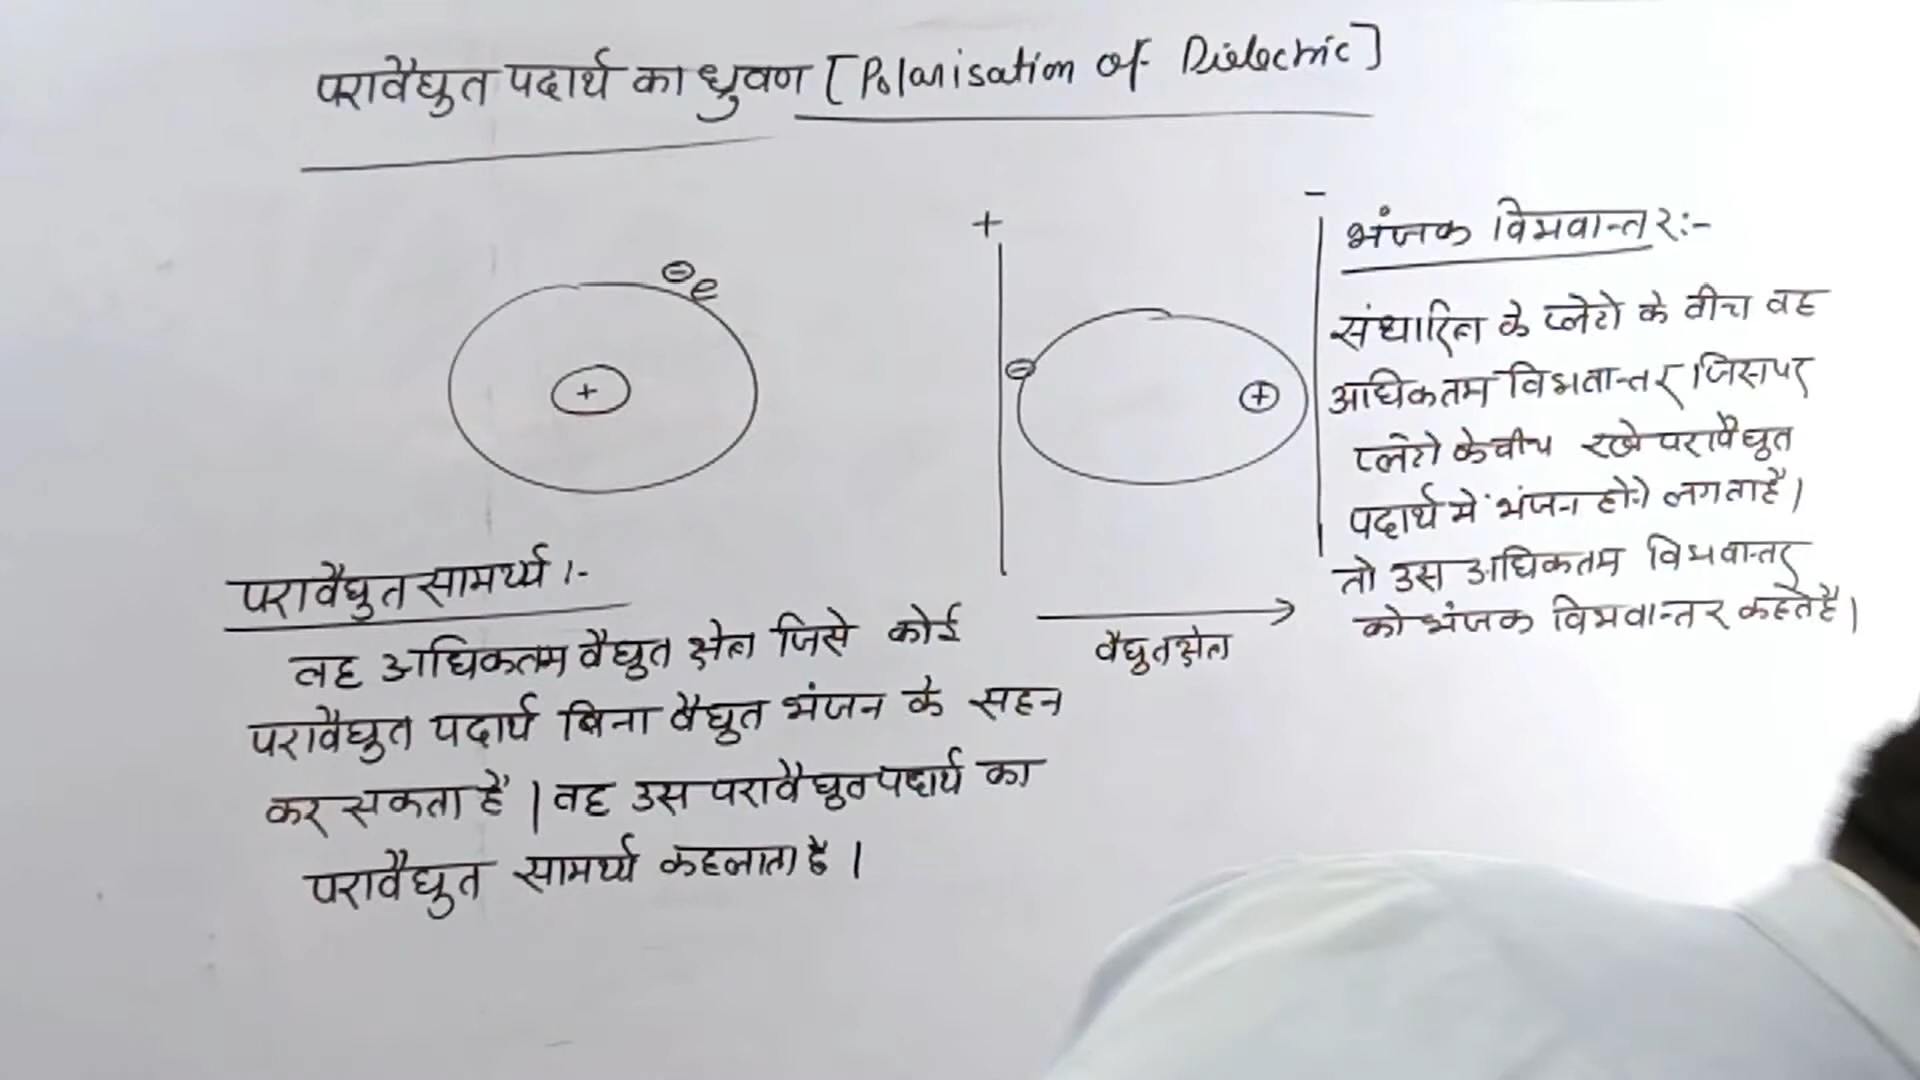 परावैद्युत पदार्थ का ध्रुवण [Polarisation of Dielectric]
⊖e
+
+
-
⊖
⊕
परावैद्युत सामर्थ्य :-
वह अधिकतम वैद्युत क्षेत्र जिसे कोई
परावैद्युत पदार्थ बिना वैद्युत भंजन के सहन
कर सकता है । वह उस परावैद्युत पदार्थ का
परावैद्युत सामर्थ्य कहलाता है ।
वैद्युत क्षेत्र
भंजक विभवान्तर :-
संधारित्र के प्लेटो के बीच वह
अधिकतम विभवान्तर जिसपर
प्लेटो के बीच रखे परावैद्युत
पदार्थ में भंजन होने लगता है ।
तो उस अधिकतम विभवान्तर
को भंजक विभवान्तर कहते है ।